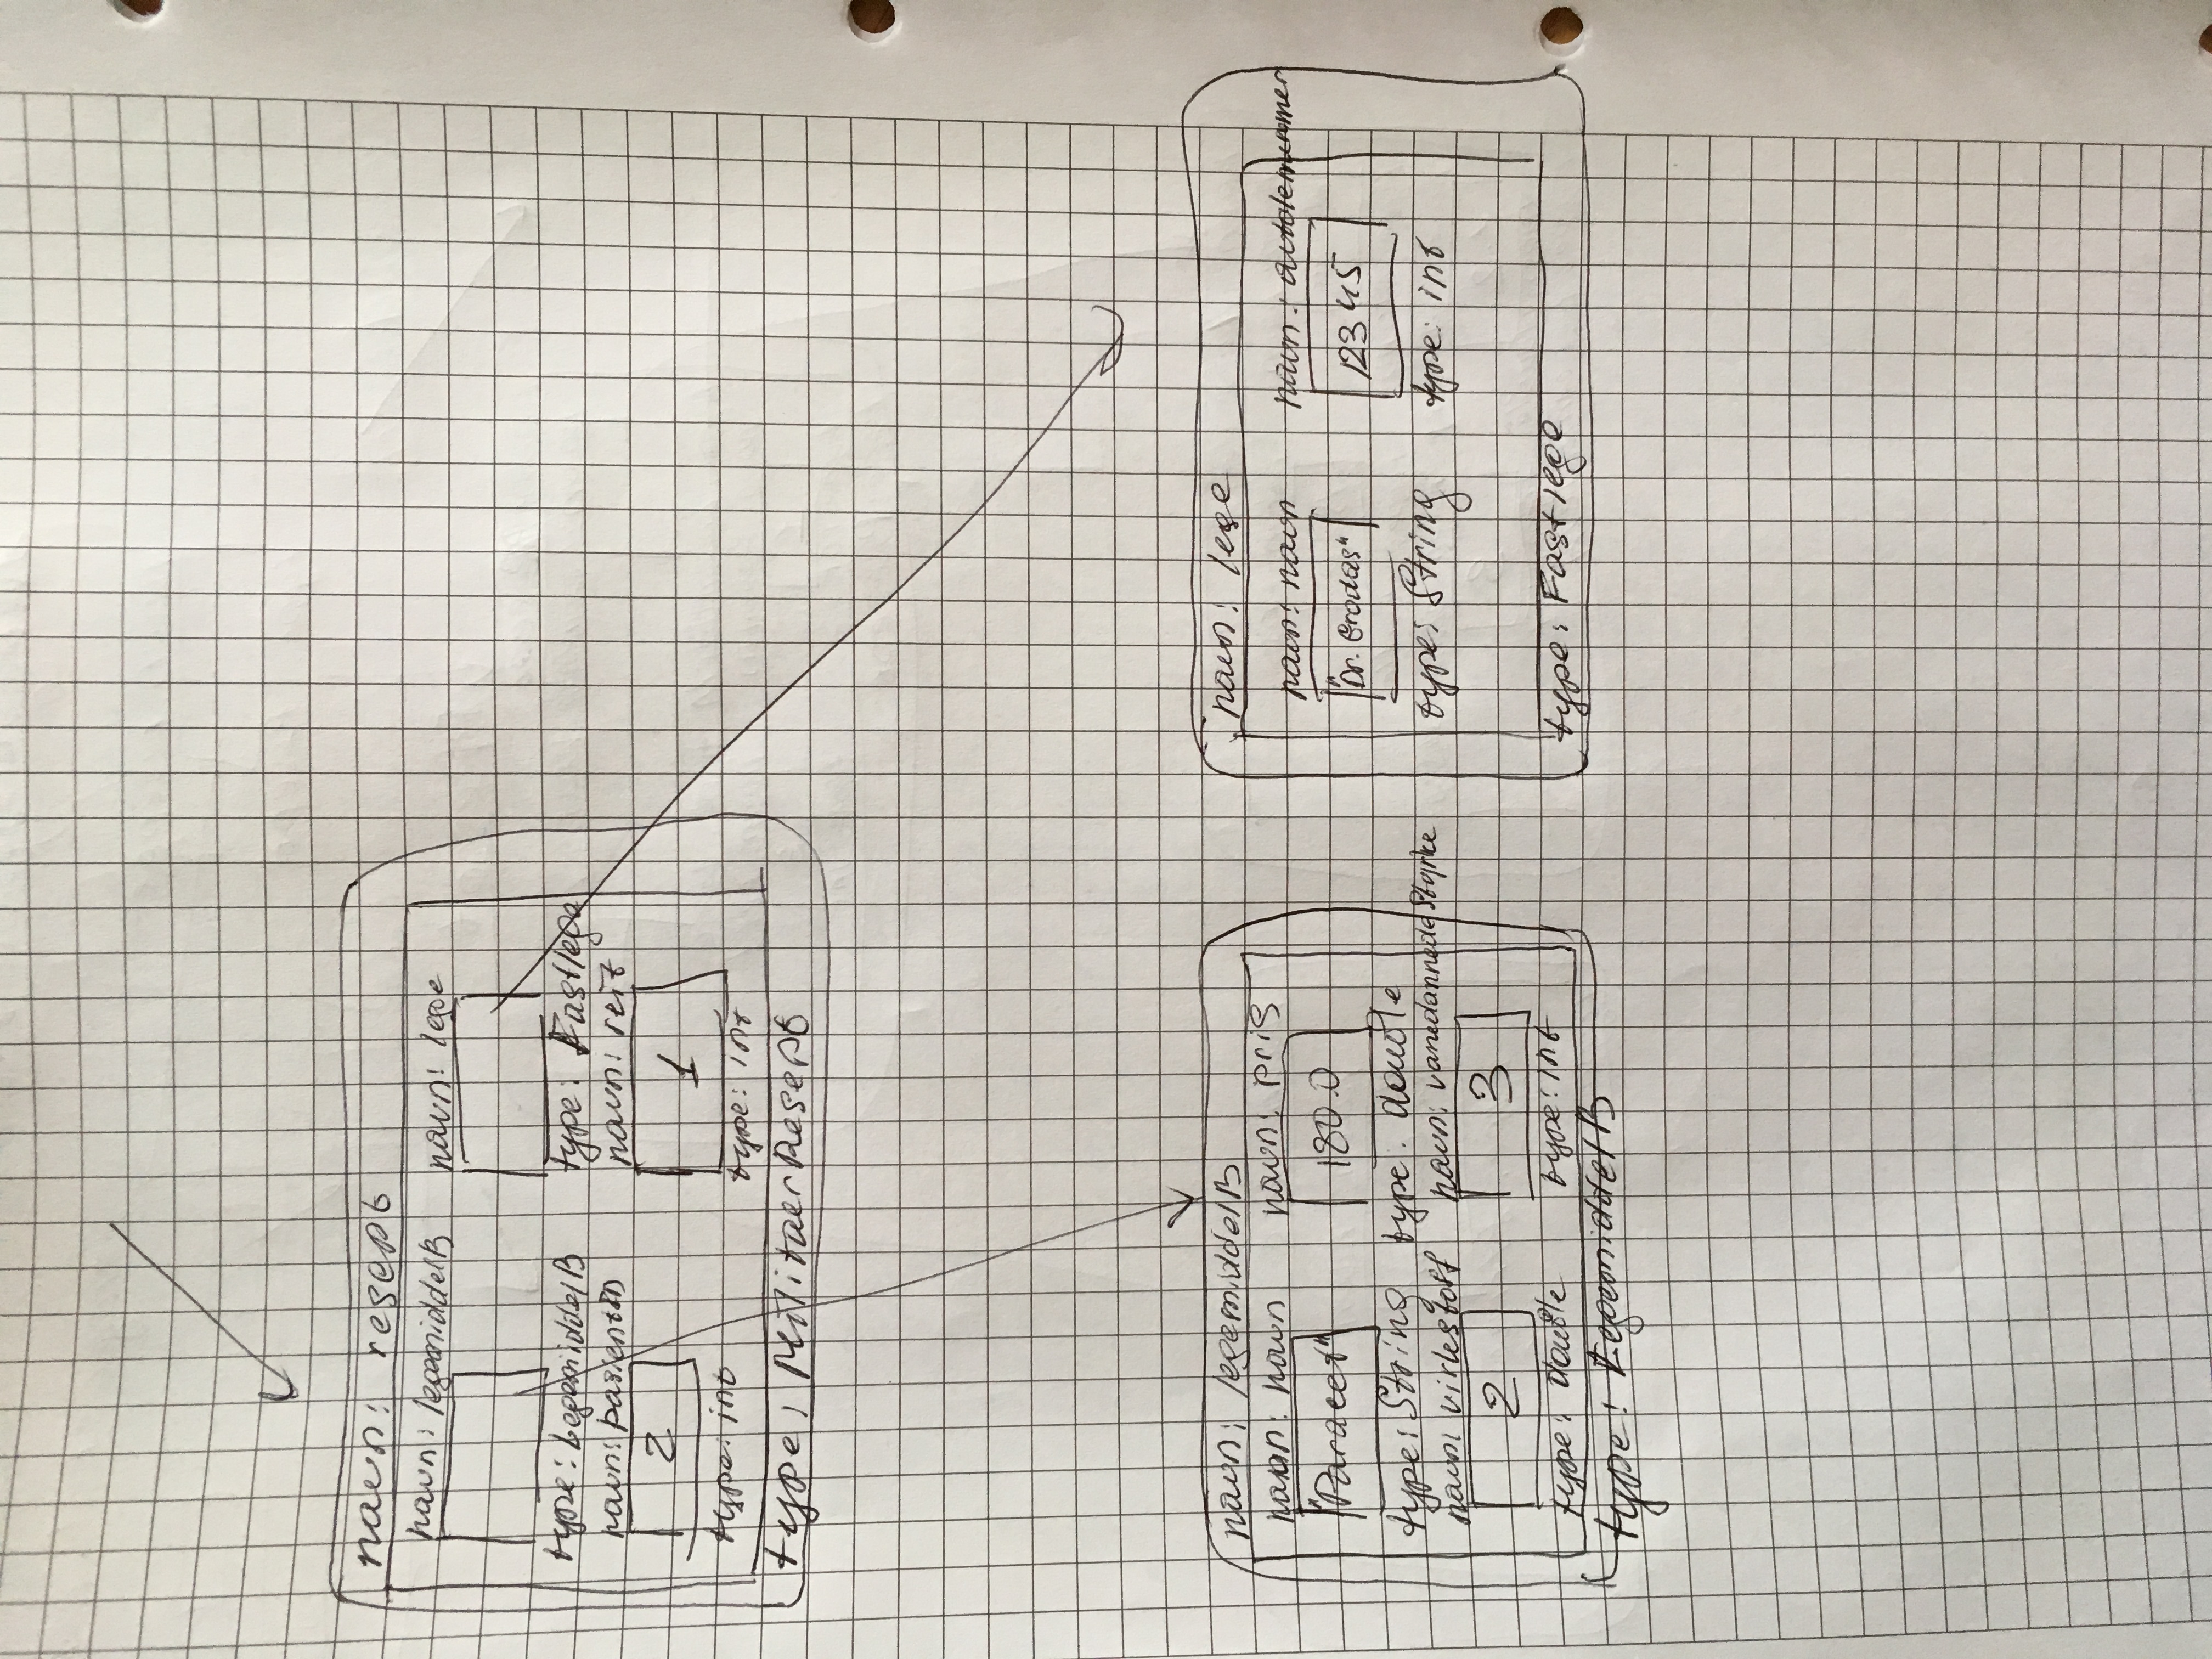 navn: resept
navn: legemiddelB
type: LegemiddelB
navn: pasientID
2
type: int
navn: lege
type: Fastlege
navn: reit
1
type: int
type: MilitaerResept
navn: legemiddelB
navn: navn
"Paracet"
type: String
navn: virkestoff
2
type: double
navn: pris
180.0
type: double
navn: vanedannedeStyrke
3
type: int
type: LegemiddelB
navn: lege
navn: navn
"Dr.
type: String
navn: avtalenummer
12345
type: int
type: Fastlege